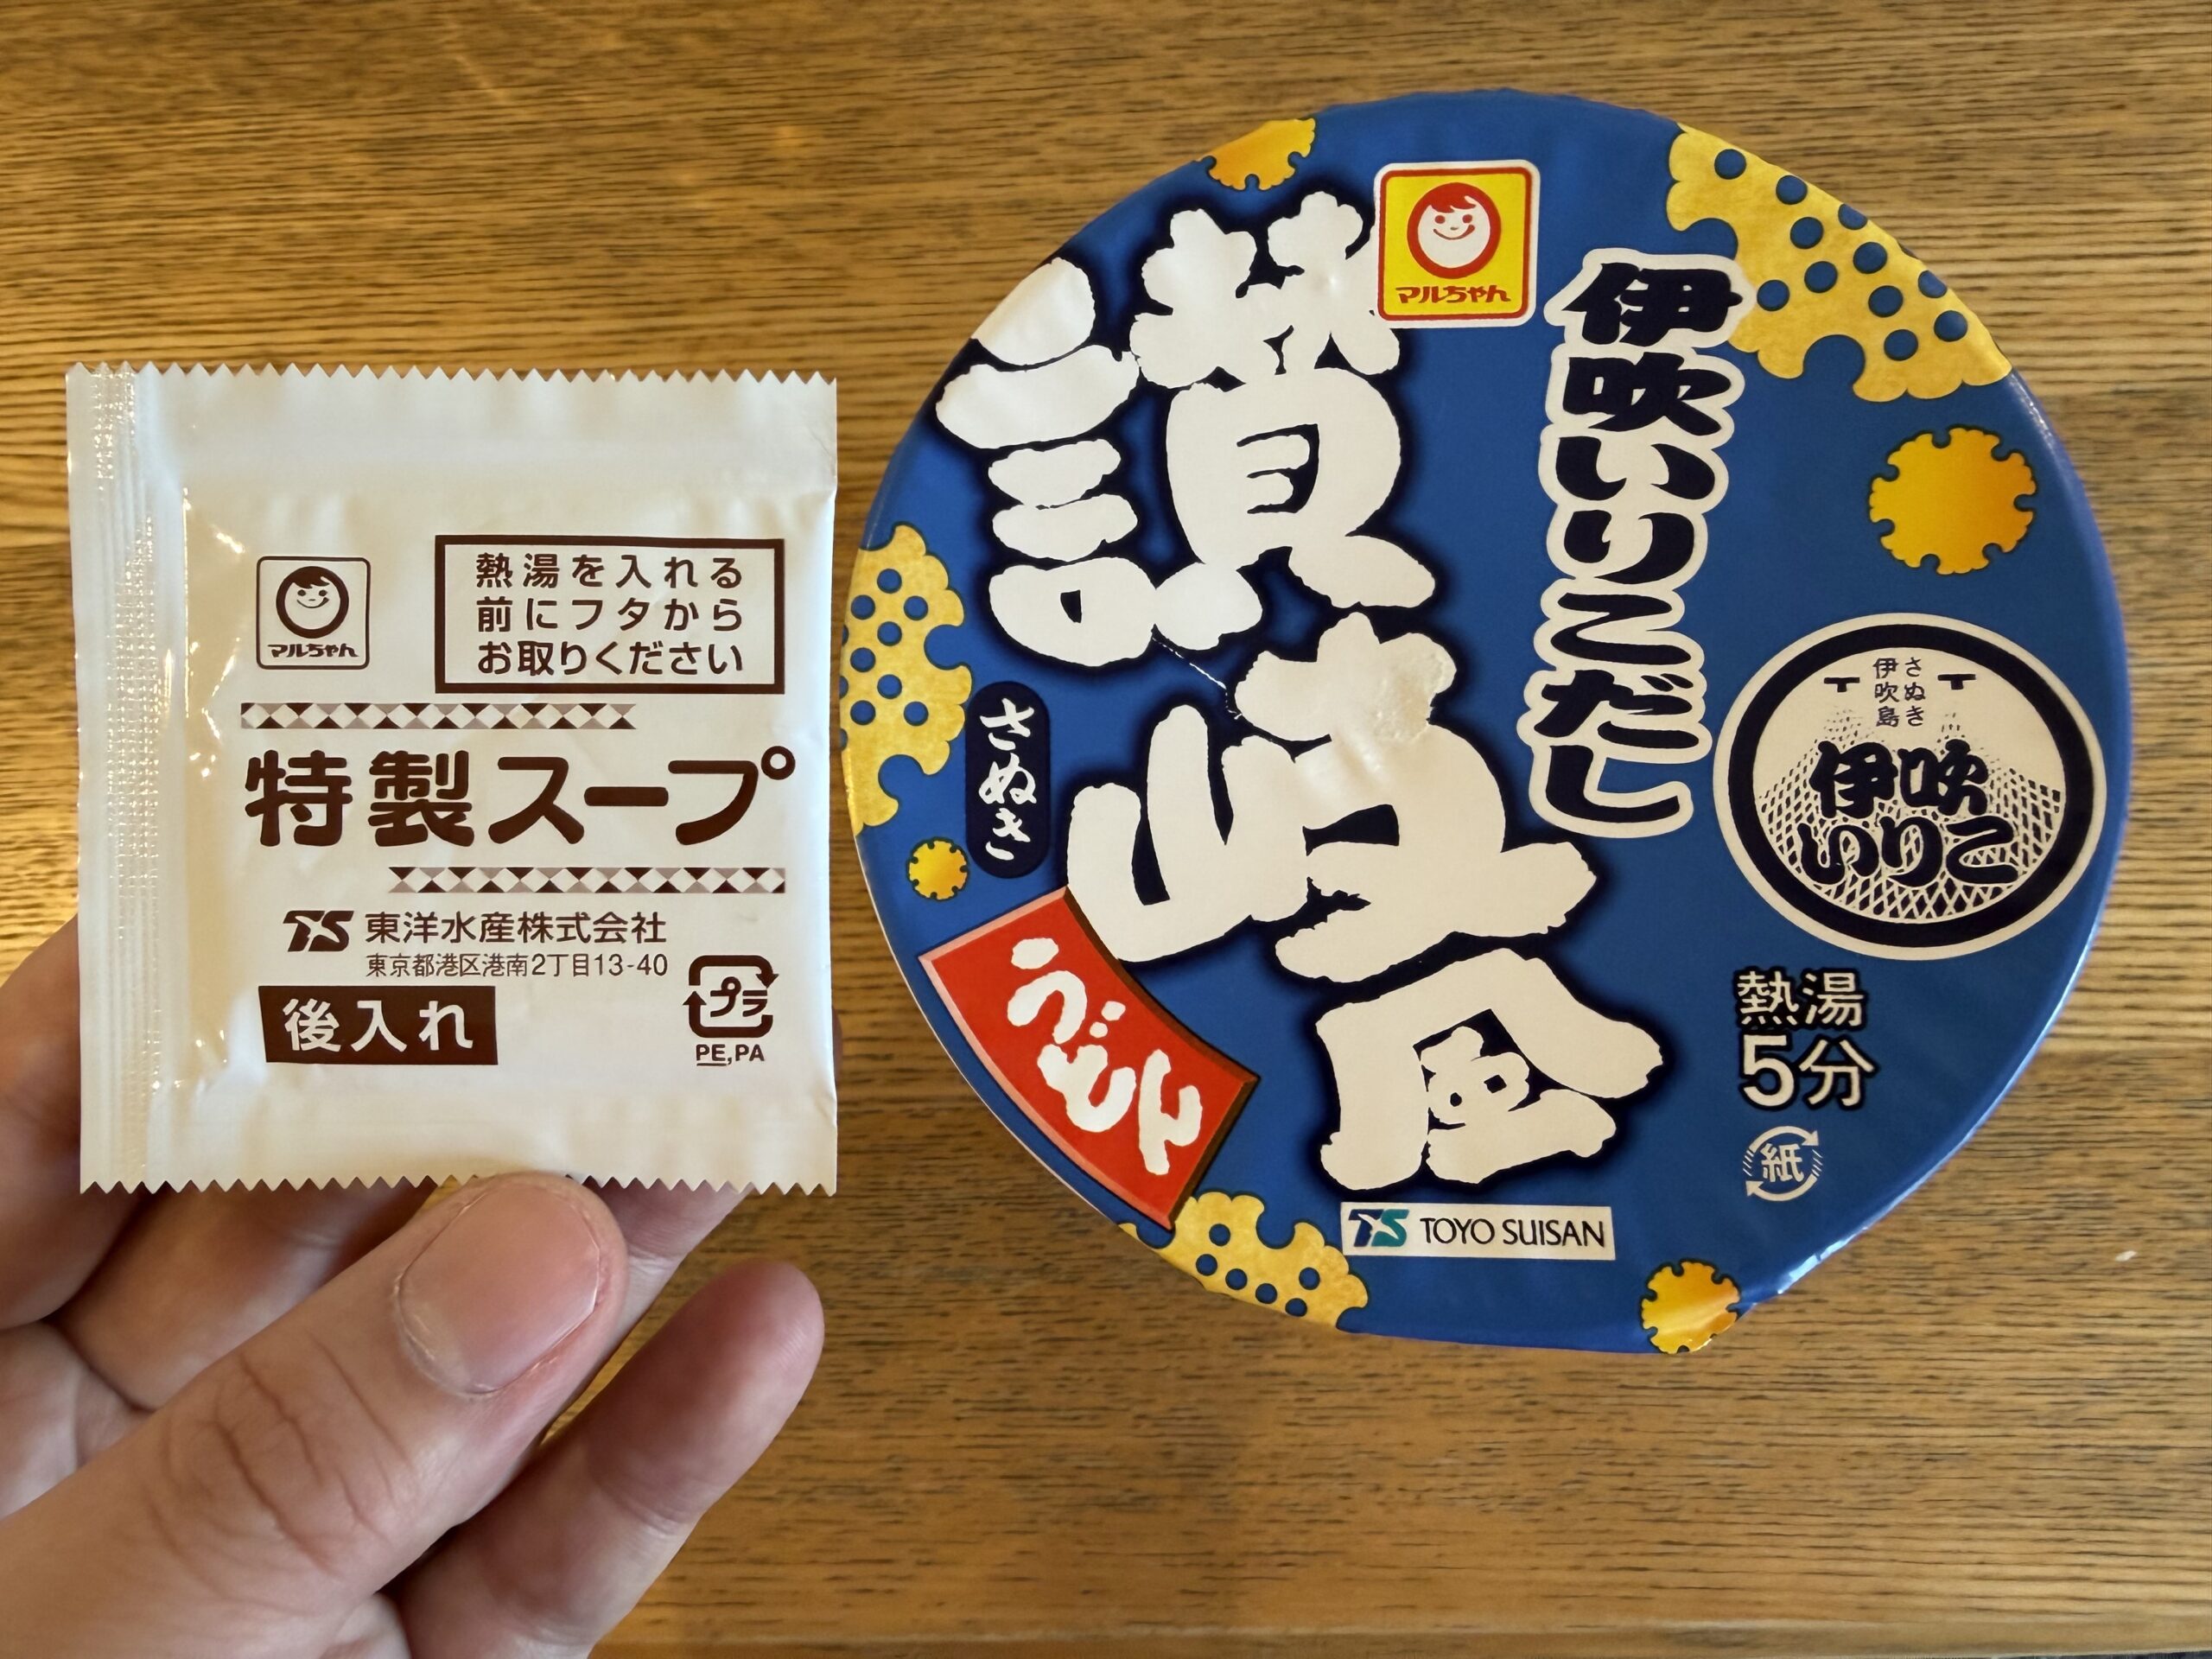 マルちゃん
熱湯を入れる
前にフタから
お取りください
特製スープ
TS 東洋水産株式会社
東京都港区港南2丁目13-40
後入れ
プラ
PE,PA
マルちゃん
伊吹いりこだし
讃岐風
さぬき
うどん
さぬき
伊吹島
伊吹
いりこ
熱湯
5分
紙
TS TOYO SUISAN